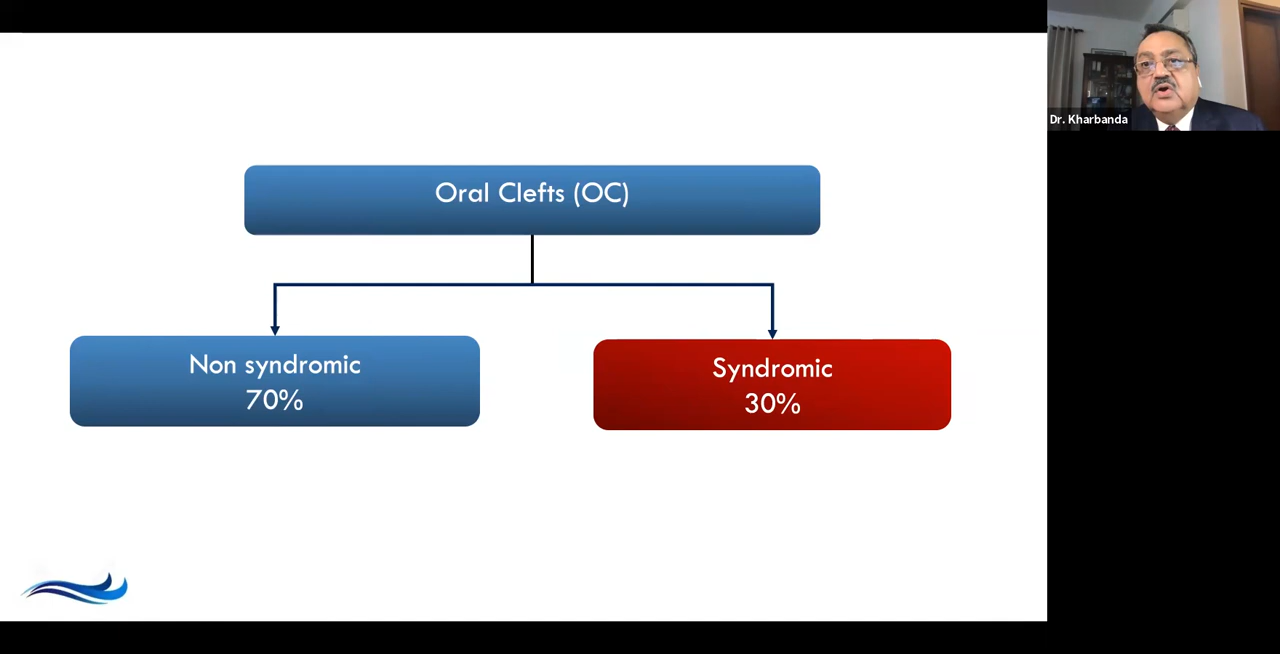 Oral Clefts (OC)
Non syndromic
70%
Syndromic
30%
Dr. Kharbanda